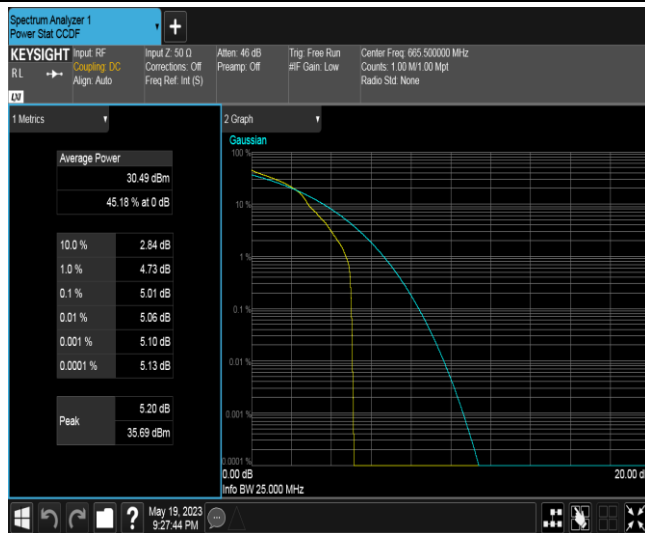 Spectrum Analyzer 1
Power Stat CCDF
+
KEYSIGHT
RL
LXI
Input: RF
Coupling: DC
Align: Auto
Input Z: 50 Ω
Corrections: Off
Freq Ref: Int (S)
Atten: 46 dB
Preamp: Off
Trig: Free Run
#IF Gain: Low
Center Freq: 665.500000 MHz
Counts: 1.00 M/1.00 Mpt
Radio Std: None
1 Metrics
Average Power
30.49 dBm
45.18 % at 0 dB
10.0 % 2.84 dB
1.0 % 4.73 dB
0.1 % 5.01 dB
0.01 % 5.06 dB
0.001 % 5.10 dB
0.0001 % 5.13 dB
Peak
5.20 dB
35.69 dBm
2 Graph
Gaussian
100 %
10 %
1 %
0.1 %
0.01 %
0.001 %
0.0001 %
0.00 dB
20.00 d
Info BW 25.000 MHz
?
May 19, 2023
9:27:44 PM